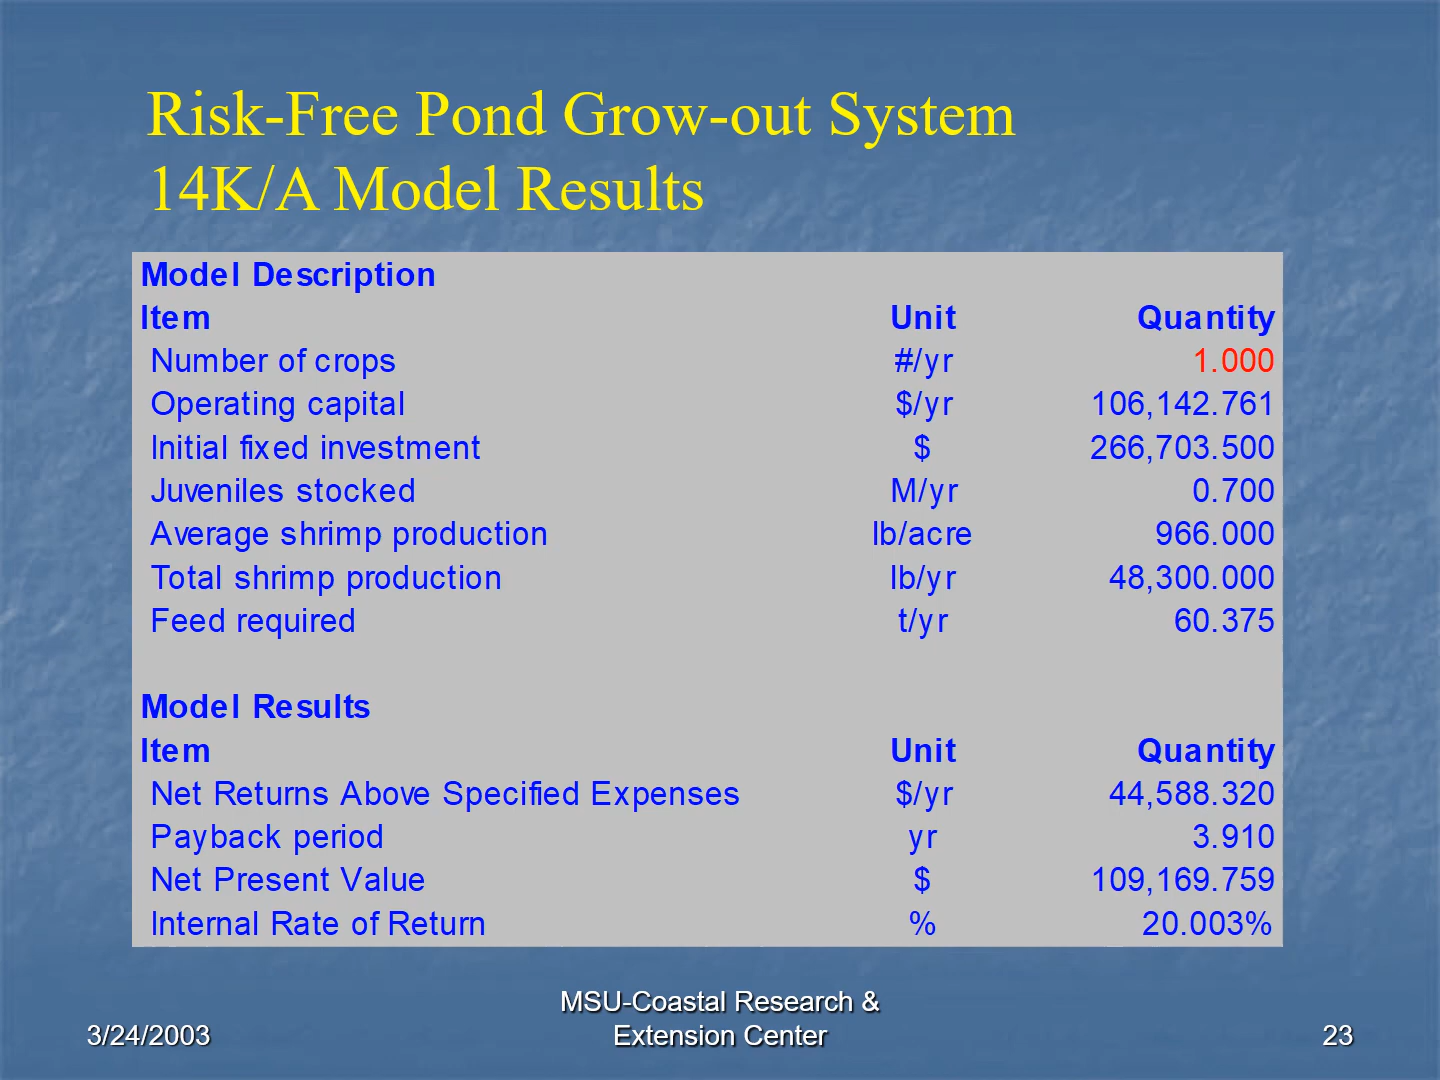 Risk-Free Pond Grow-out System
14K/A Model Results
Model Description
Item Unit Quantity
Number of crops #/yr 1.000
Operating capital $/yr 106,142.761
Initial fixed investment $ 266,703.500
Juveniles stocked M/yr 0.700
Average shrimp production lb/acre 966.000
Total shrimp production lb/yr 48,300.000
Feed required t/yr 60.375
Model Results
Item Unit Quantity
Net Returns Above Specified Expenses $/yr 44,588.320
Payback period yr 3.910
Net Present Value $ 109,169.759
Internal Rate of Return % 20.003%
MSU-Coastal Research &
3/24/2003 Extension Center 23